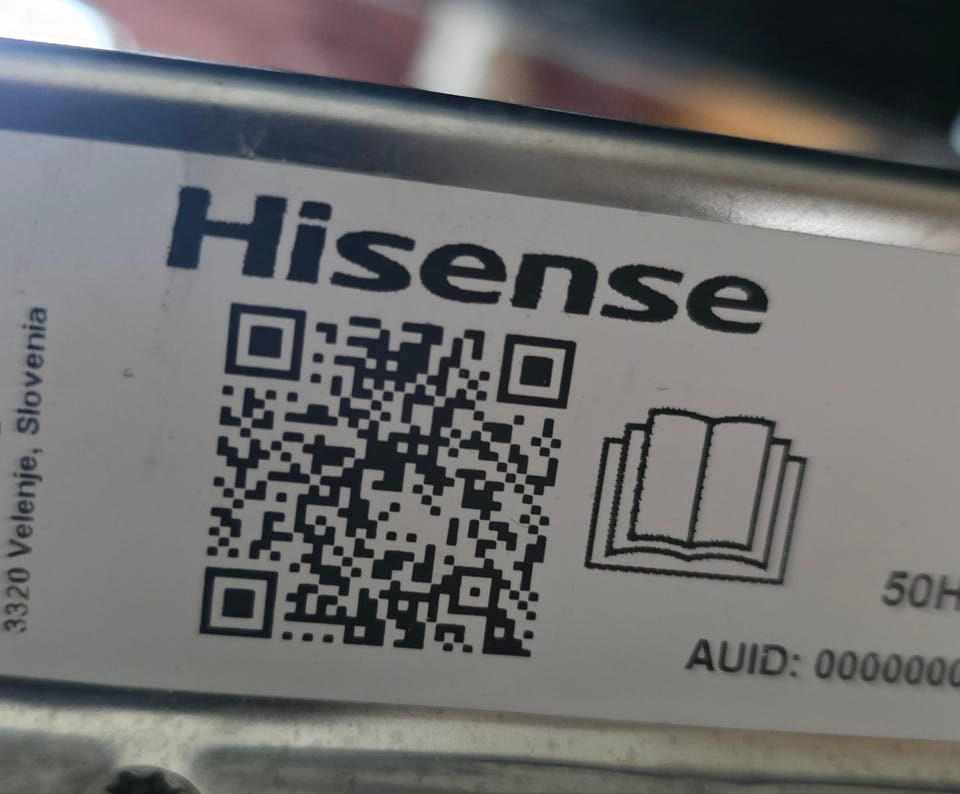 3320 Velenje, Slovenia
Hisense
50H
AUID: 0000000